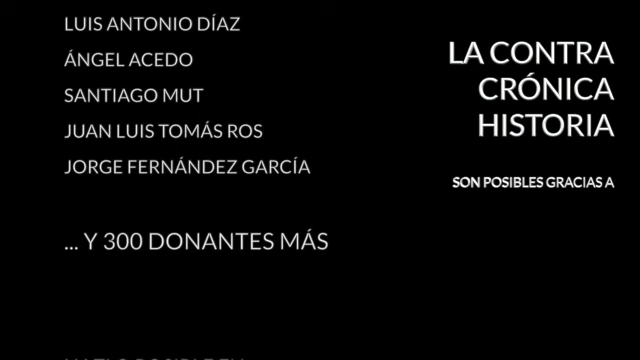 LUIS ANTONIO DÍAZ
ÁNGEL ACEDO
SANTIAGO MUT
JUAN LUIS TOMÁS ROS
JORGE FERNÁNDEZ GARCÍA
... Y 300 DONANTES MÁS
LA CONTRA
CRÓNICA
HISTORIA
SON POSIBLES GRACIAS A